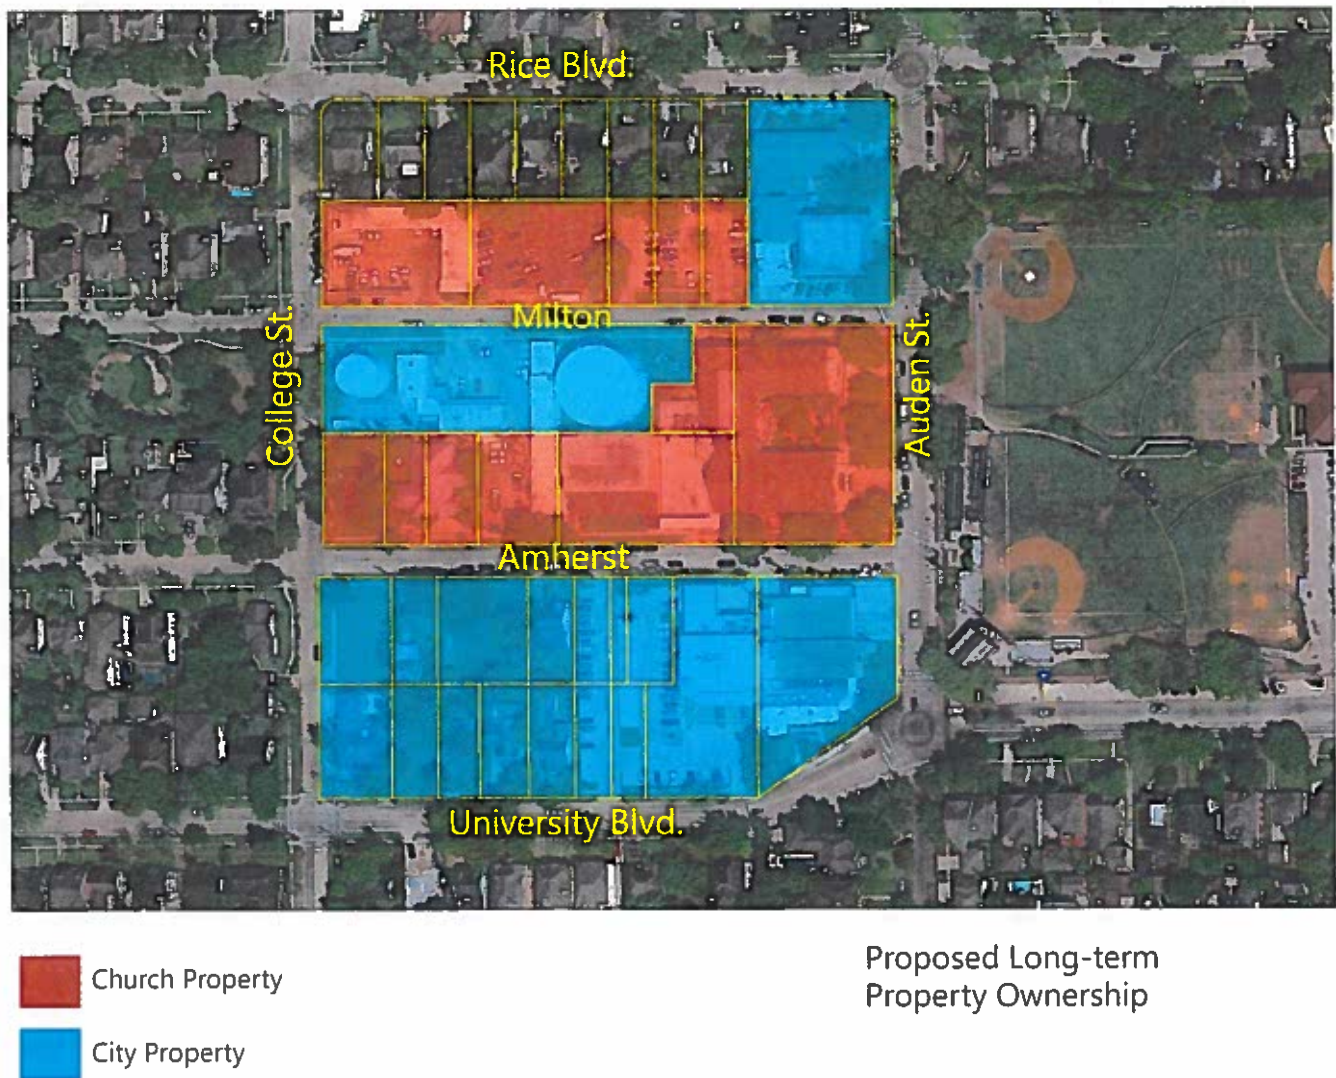 Rice Blvd.
Milton
College St.
Auden St.
Amherst
University Blvd.
Church Property
City Property
Proposed Long-term
Property Ownership